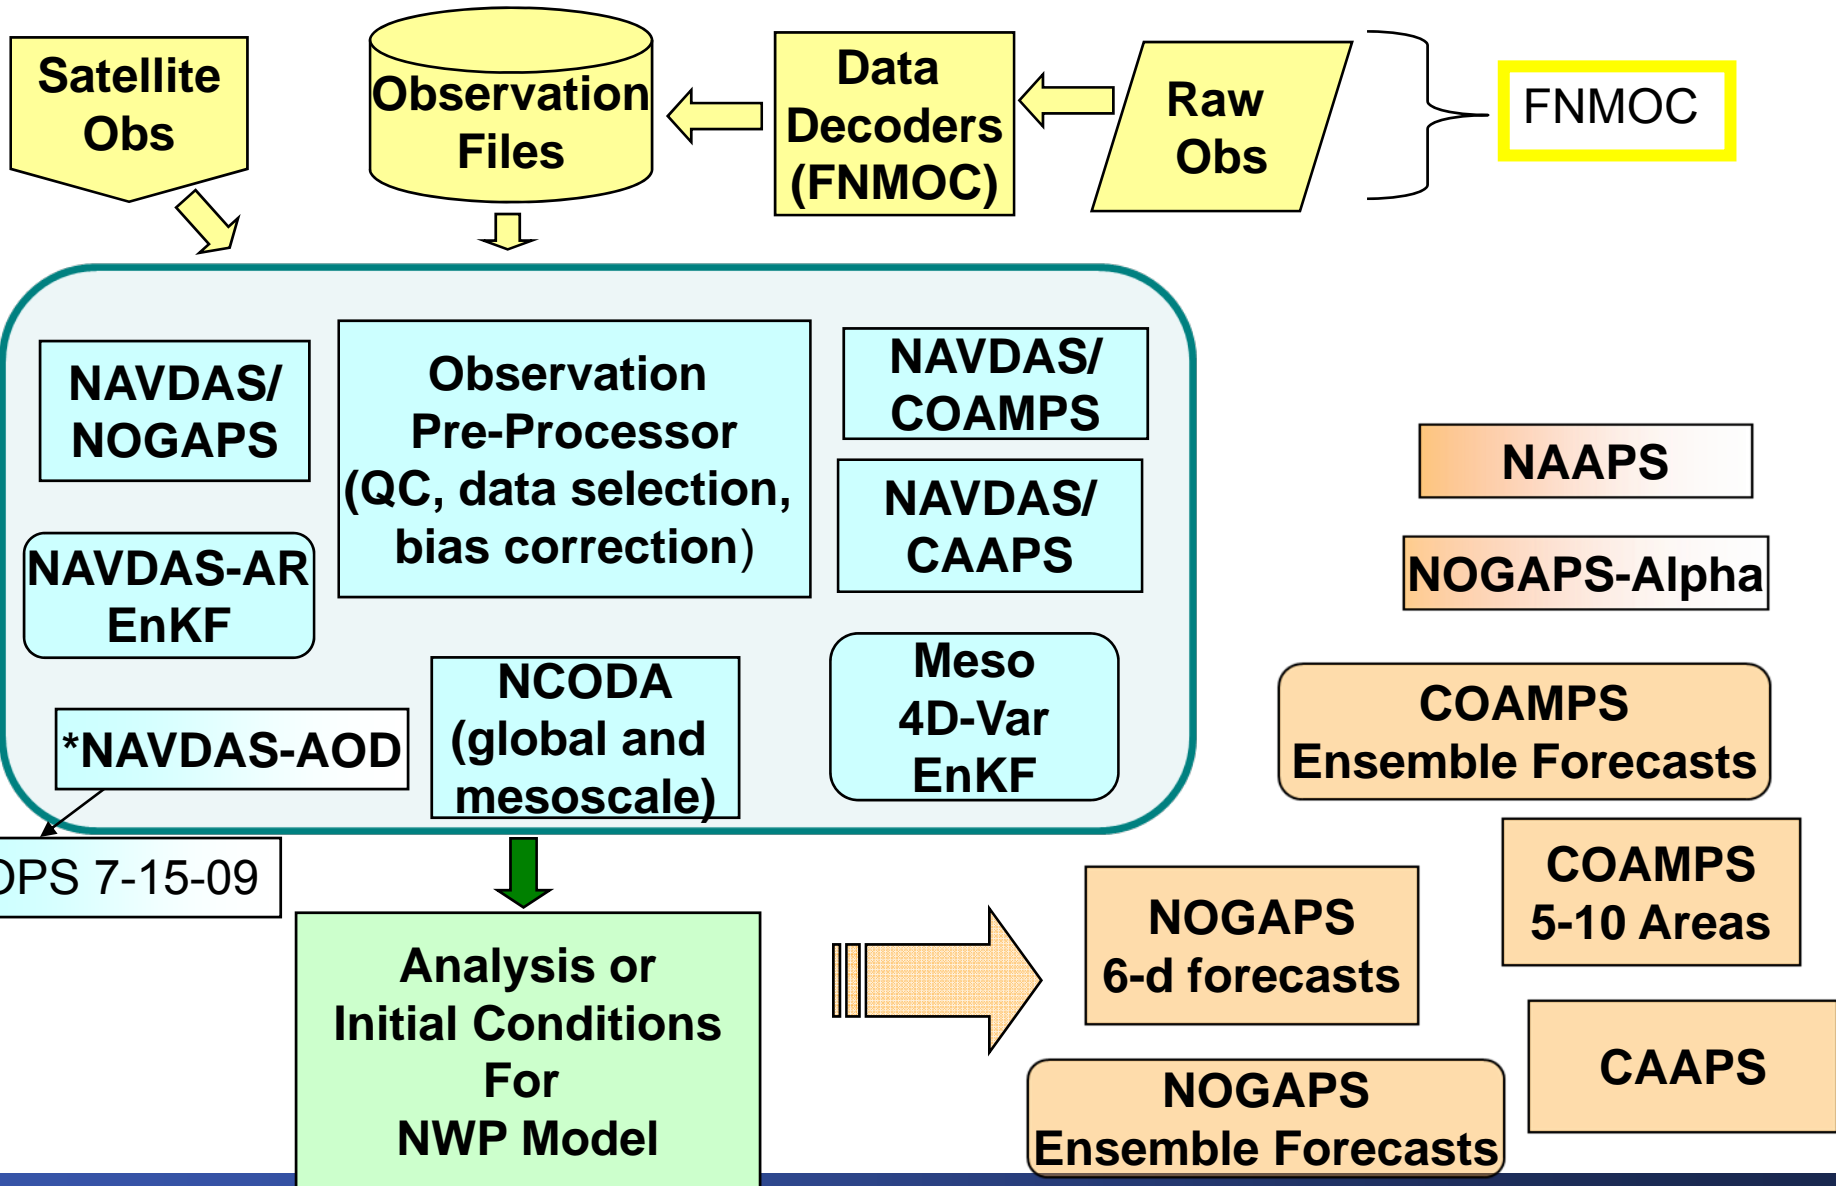 Satellite
Obs
Observation
Files
Data
Decoders
(FNMOC)
Raw
Obs
FNMOC
NAVDAS/
NOGAPS
Observation
Pre-Processor
(QC, data selection,
bias correction)
NAVDAS/
COAMPS
NAVDAS/
CAAPS
NAVDAS-AR
EnKF
NCODA
(global and
mesoscale)
Meso
4D-Var
EnKF
*NAVDAS-AOD
OPS 7-15-09
Analysis or
Initial Conditions
For
NWP Model
NAAPS
NOGAPS-Alpha
COAMPS
Ensemble Forecasts
COAMPS
5-10 Areas
NOGAPS
6-d forecasts
CAAPS
NOGAPS
Ensemble Forecasts